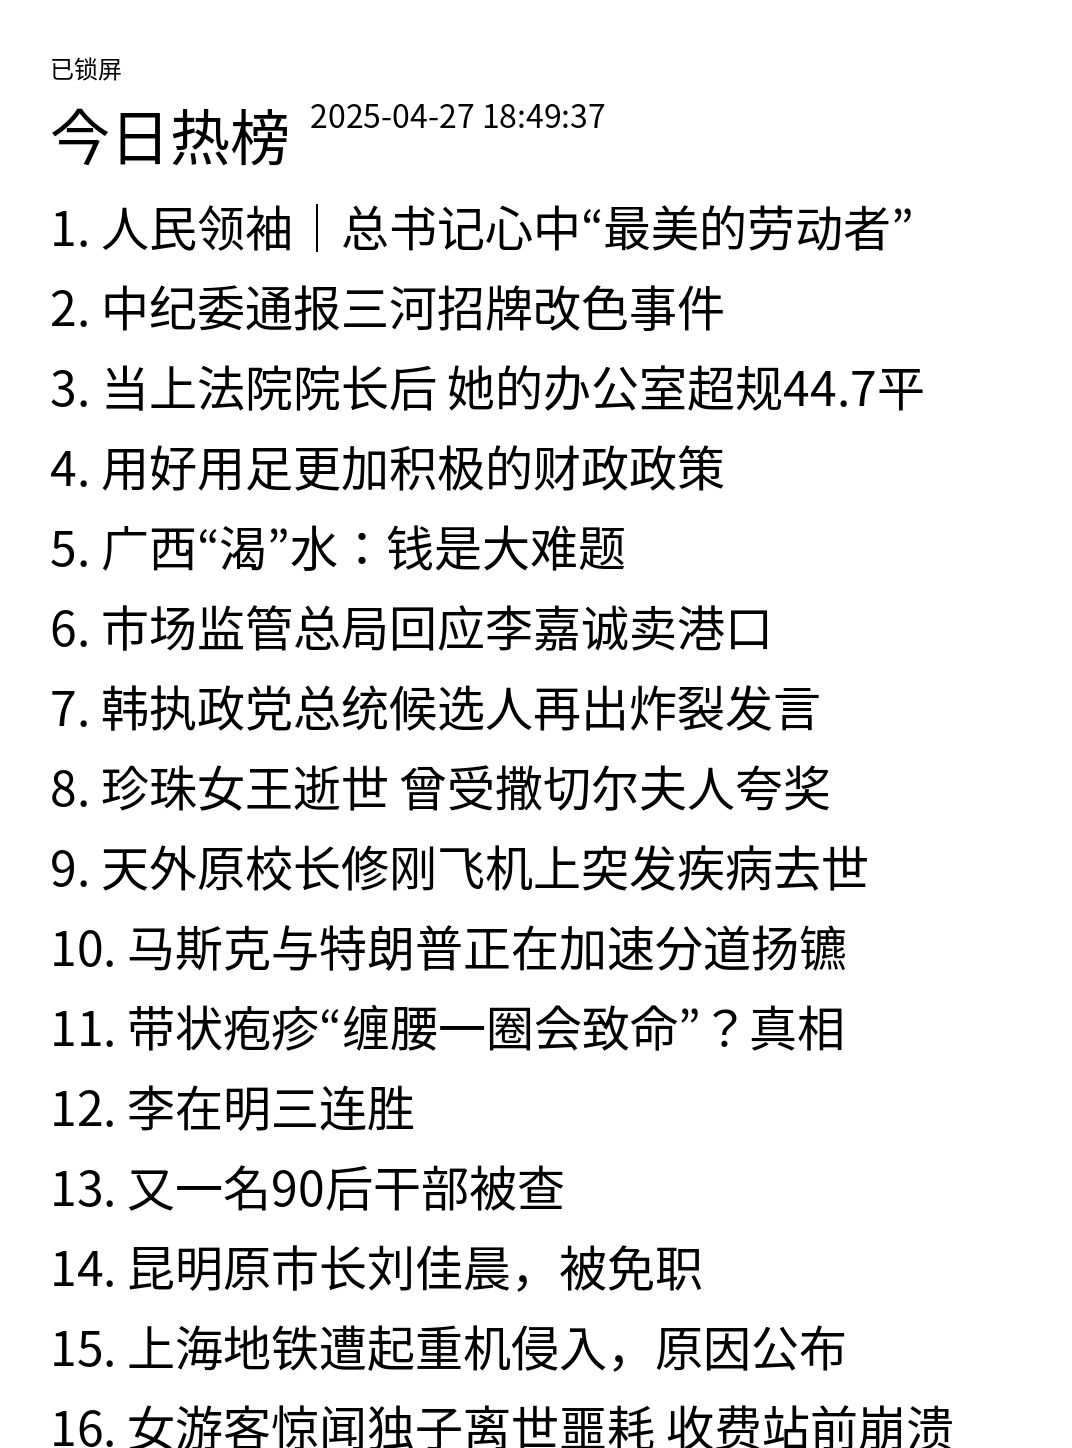 已锁屏
今日热榜 2025-04-27 18:49:37
1. 人民领袖｜总书记心中“最美的劳动者”
2. 中纪委通报三河招牌改色事件
3. 当上法院院长后 她的办公室超规44.7平
4. 用好用足更加积极的财政政策
5. 广西“渴”水：钱是大难题
6. 市场监管总局回应李嘉诚卖港口
7. 韩执政党总统候选人再出炸裂发言
8. 珍珠女王逝世 曾受撒切尔夫人夸奖
9. 天外原校长修刚飞机上突发疾病去世
10. 马斯克与特朗普正在加速分道扬镳
11. 带状疱疹“缠腰一圈会致命”？真相
12. 李在明三连胜
13. 又一名90后干部被查
14. 昆明原市长刘佳晨，被免职
15. 上海地铁遭起重机侵入，原因公布
16. 女游客惊闻独子离世噩耗 收费站前崩溃